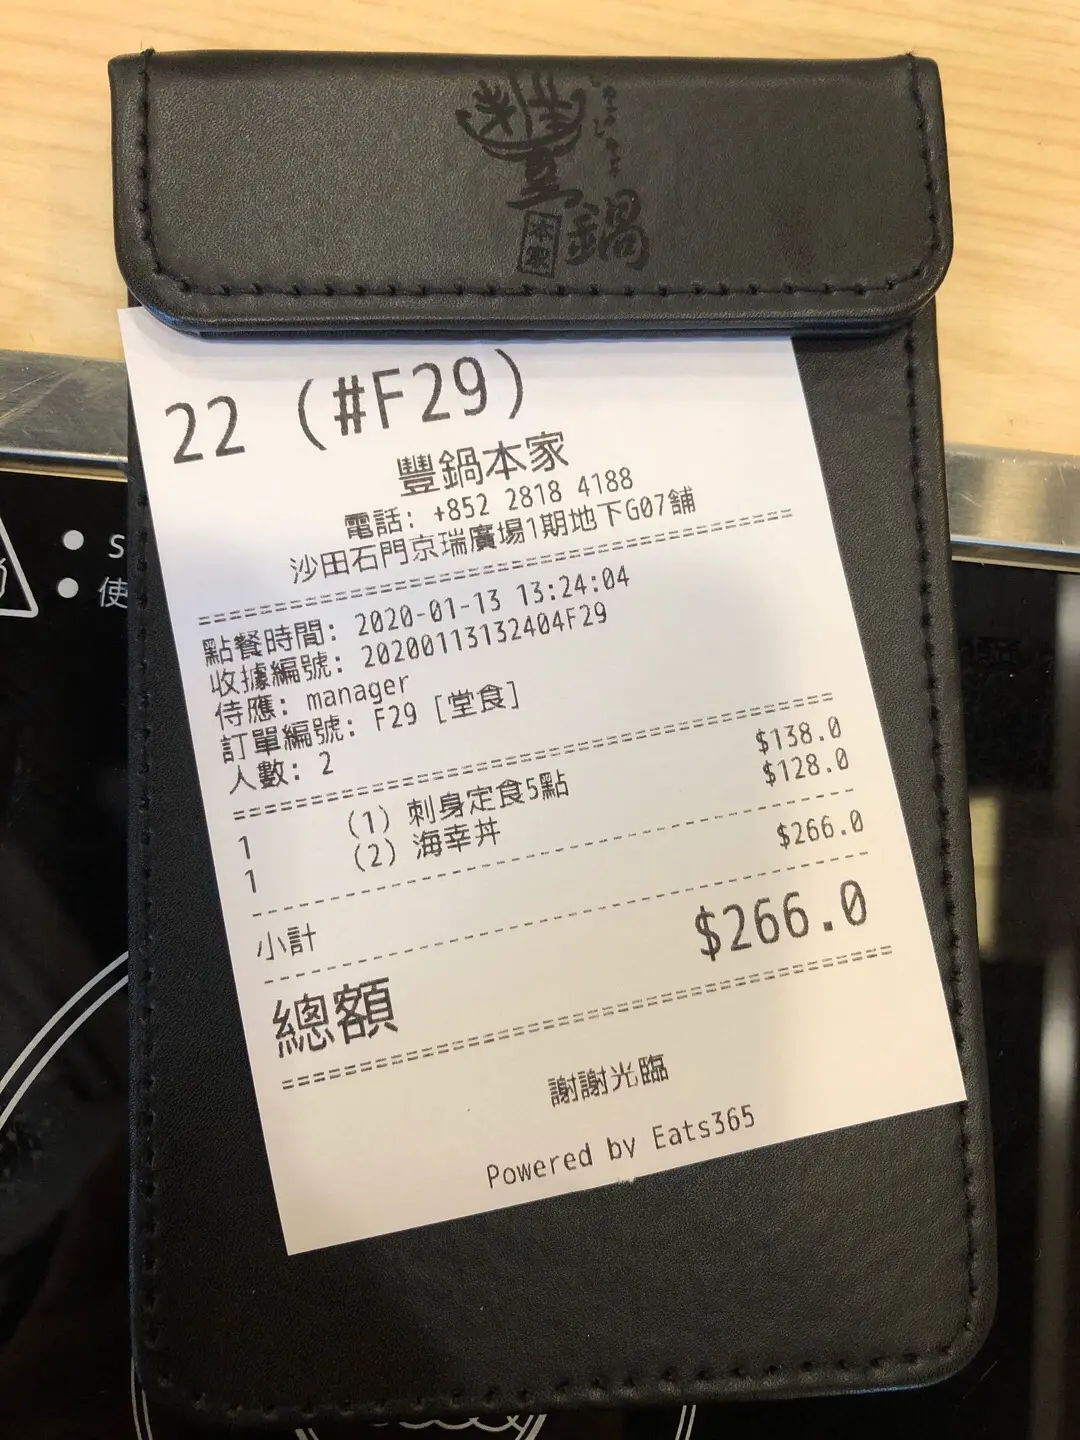 豐鍋
本家
22 (#F29)
豐鍋本家
電話: +852 2818 4188
沙田石門京瑞廣場1期地下G07舖
點餐時間: 2020-01-13 13:24:04
收據編號: 20200113132404F29
侍應: manager
訂單編號: F29 [堂食]
人數: 2
1 (1) 刺身定食5點 $138.0
1 (2) 海幸丼 $128.0
小計 $266.0
總額 $266.0
謝謝光臨
Powered by Eats365
使